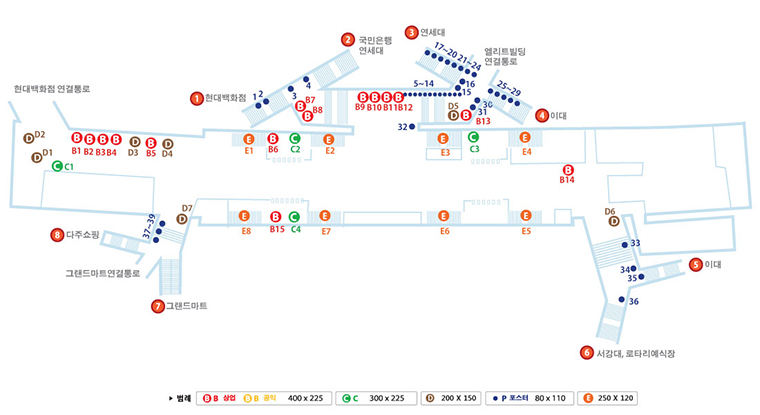 2 국민은행
연세대
3 연세대
17~20
21~24
엘리트빌딩
연결통로
현대백화점 연결통로
1 현대백화점
1 2
3
4
5~14
15
16
25~29
30
31
32
4 이대
B B7
B B8
B B B B
B9 B10 B11 B12
D5
D B
B13
D D2
D D1
C C1
B B B B
B1 B2 B3 B4
D
D3
B
B5
D
D4
E
E1
B
B6
C
C2
E
E2
E
E3
C
C3
E
E4
B
B14
D7
D
D6
D
E
E8
B
B15
C
C4
E
E7
E
E6
E
E5
37~39
8 다주쇼핑
그랜드마트연결통로
7 그랜드마트
33
34
35
36
5 이대
6 서강대, 로타리예식장
범례
B B 상업 B B 공익 400 x 225
C C 300 x 225
D 200 X 150
P 포스터 80 x 110
E 250 X 120